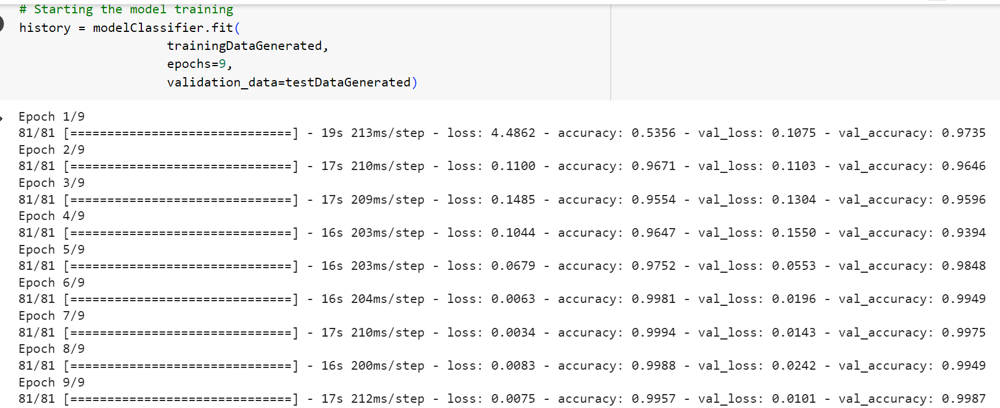 # Starting the model training
history = modelClassifier.fit(
trainingDataGenerated,
epochs=9,
validation_data=testDataGenerated)
Epoch 1/9
81/81 [==============================] - 19s 213ms/step - loss: 4.4862 - accuracy: 0.5356 - val_loss: 0.1075 - val_accuracy: 0.9735
Epoch 2/9
81/81 [==============================] - 17s 210ms/step - loss: 0.1100 - accuracy: 0.9671 - val_loss: 0.1103 - val_accuracy: 0.9646
Epoch 3/9
81/81 [==============================] - 17s 209ms/step - loss: 0.1485 - accuracy: 0.9554 - val_loss: 0.1304 - val_accuracy: 0.9596
Epoch 4/9
81/81 [==============================] - 16s 203ms/step - loss: 0.1044 - accuracy: 0.9647 - val_loss: 0.1550 - val_accuracy: 0.9394
Epoch 5/9
81/81 [==============================] - 16s 203ms/step - loss: 0.0679 - accuracy: 0.9752 - val_loss: 0.0553 - val_accuracy: 0.9848
Epoch 6/9
81/81 [==============================] - 16s 204ms/step - loss: 0.0063 - accuracy: 0.9981 - val_loss: 0.0196 - val_accuracy: 0.9949
Epoch 7/9
81/81 [==============================] - 17s 210ms/step - loss: 0.0034 - accuracy: 0.9994 - val_loss: 0.0143 - val_accuracy: 0.9975
Epoch 8/9
81/81 [==============================] - 16s 200ms/step - loss: 0.0083 - accuracy: 0.9988 - val_loss: 0.0242 - val_accuracy: 0.9949
Epoch 9/9
81/81 [==============================] - 17s 212ms/step - loss: 0.0075 - accuracy: 0.9957 - val_loss: 0.0101 - val_accuracy: 0.9987